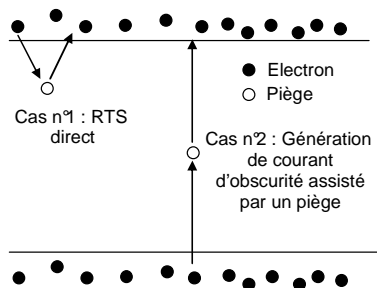 Electron
Piège
Cas n°1 : RTS
direct
Cas n°2 : Génération
de courant
d'obscurité assisté
par un piège